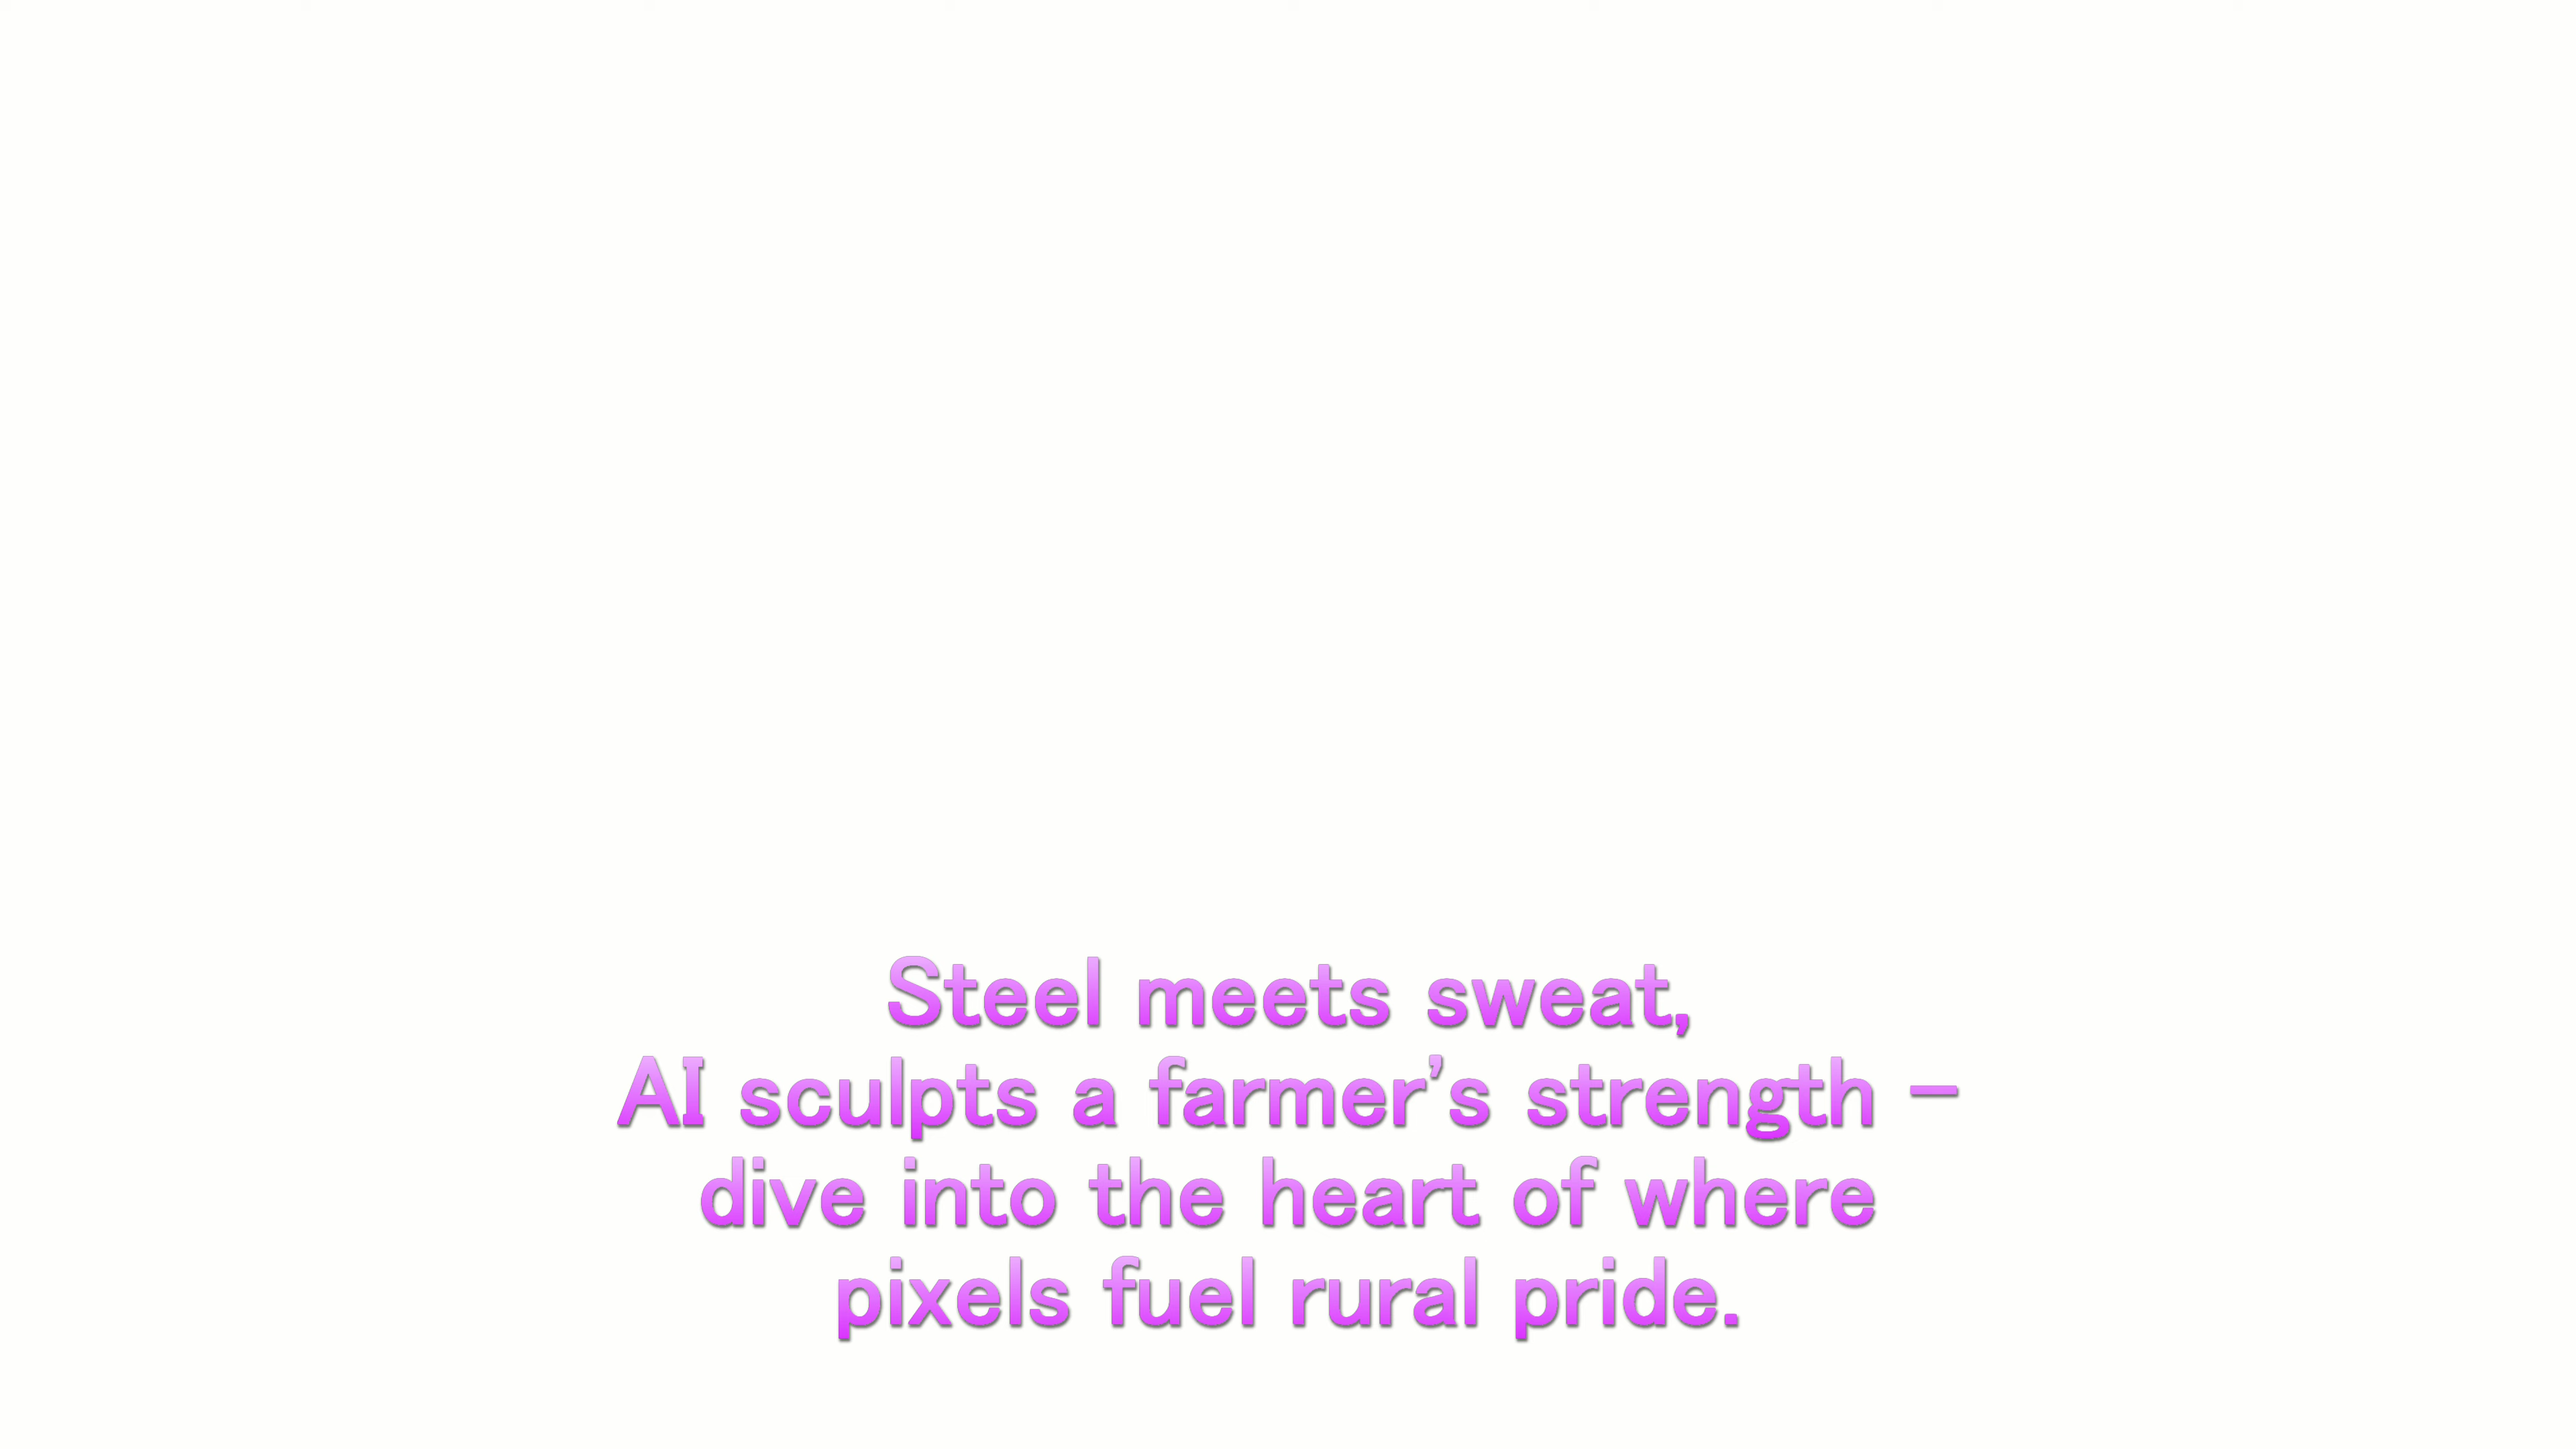 Steel meets sweat,
AI sculpts a farmer's strength –
dive into the heart of where
pixels fuel rural pride.